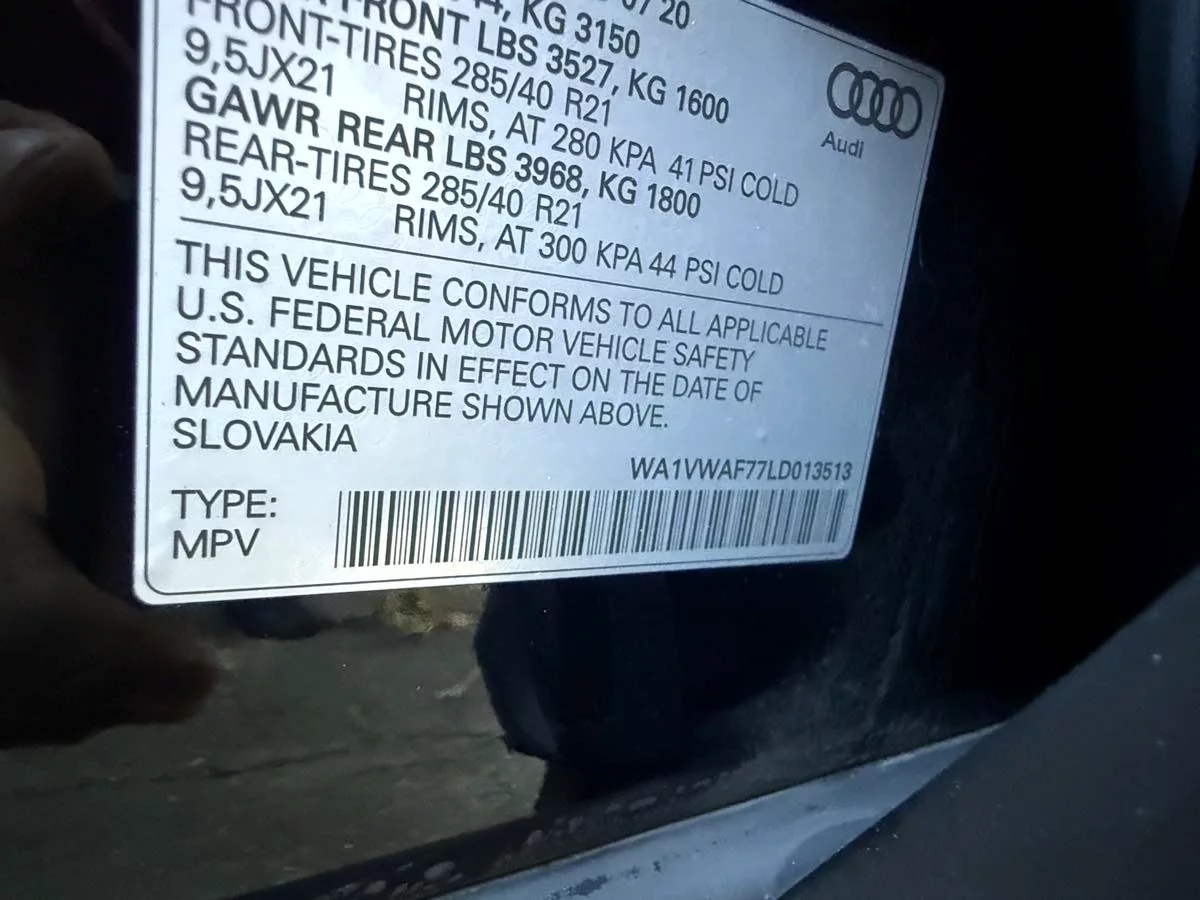 /20
KG 3150
FRONT LBS 3527, KG 1600
FRONT-TIRES 285/40 R21
9,5JX21 RIMS, AT 280 KPA 41 PSI COLD
GAWR REAR LBS 3968, KG 1800
REAR-TIRES 285/40 R21
9,5JX21 RIMS, AT 300 KPA 44 PSI COLD
Audi
THIS VEHICLE CONFORMS TO ALL APPLICABLE
U.S. FEDERAL MOTOR VEHICLE SAFETY
STANDARDS IN EFFECT ON THE DATE OF
MANUFACTURE SHOWN ABOVE.
SLOVAKIA
WA1VWAF77LD013513
TYPE:
MPV